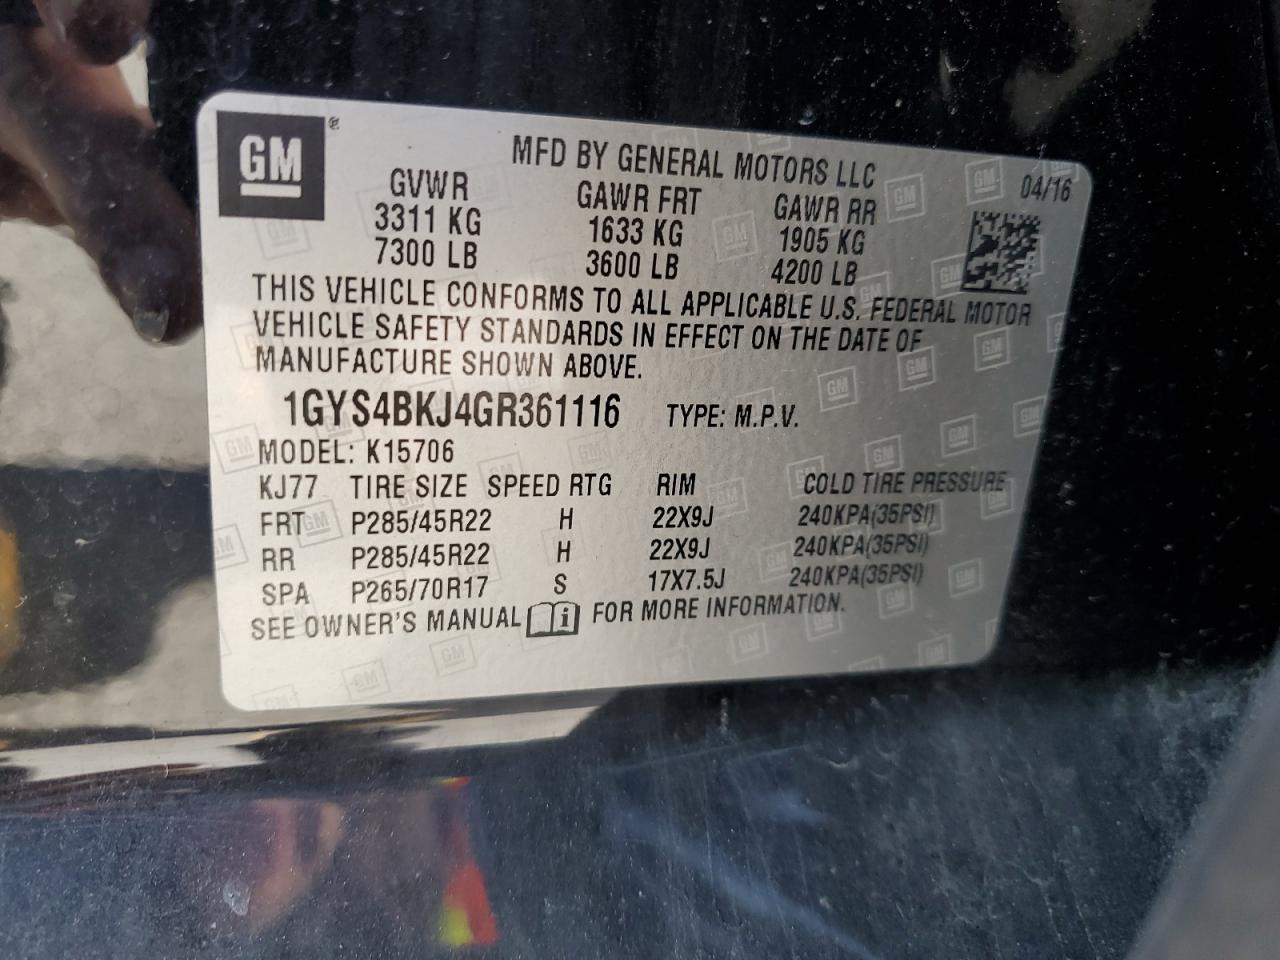 GM ®
MFD BY GENERAL MOTORS LLC
04/16
GVWR GAWR FRT GAWR RR
3311 KG 1633 KG 1905 KG
7300 LB 3600 LB 4200 LB
THIS VEHICLE CONFORMS TO ALL APPLICABLE U.S. FEDERAL MOTOR
VEHICLE SAFETY STANDARDS IN EFFECT ON THE DATE OF
MANUFACTURE SHOWN ABOVE.
1GYS4BKJ4GR361116 TYPE: M.P.V.
MODEL: K15706
KJ77 TIRE SIZE SPEED RTG RIM COLD TIRE PRESSURE
FRT P285/45R22 H 22X9J 240KPA(35PSI)
RR P285/45R22 H 22X9J 240KPA(35PSI)
SPA P265/70R17 S 17X7.5J 240KPA(35PSI)
SEE OWNER'S MANUAL FOR MORE INFORMATION.